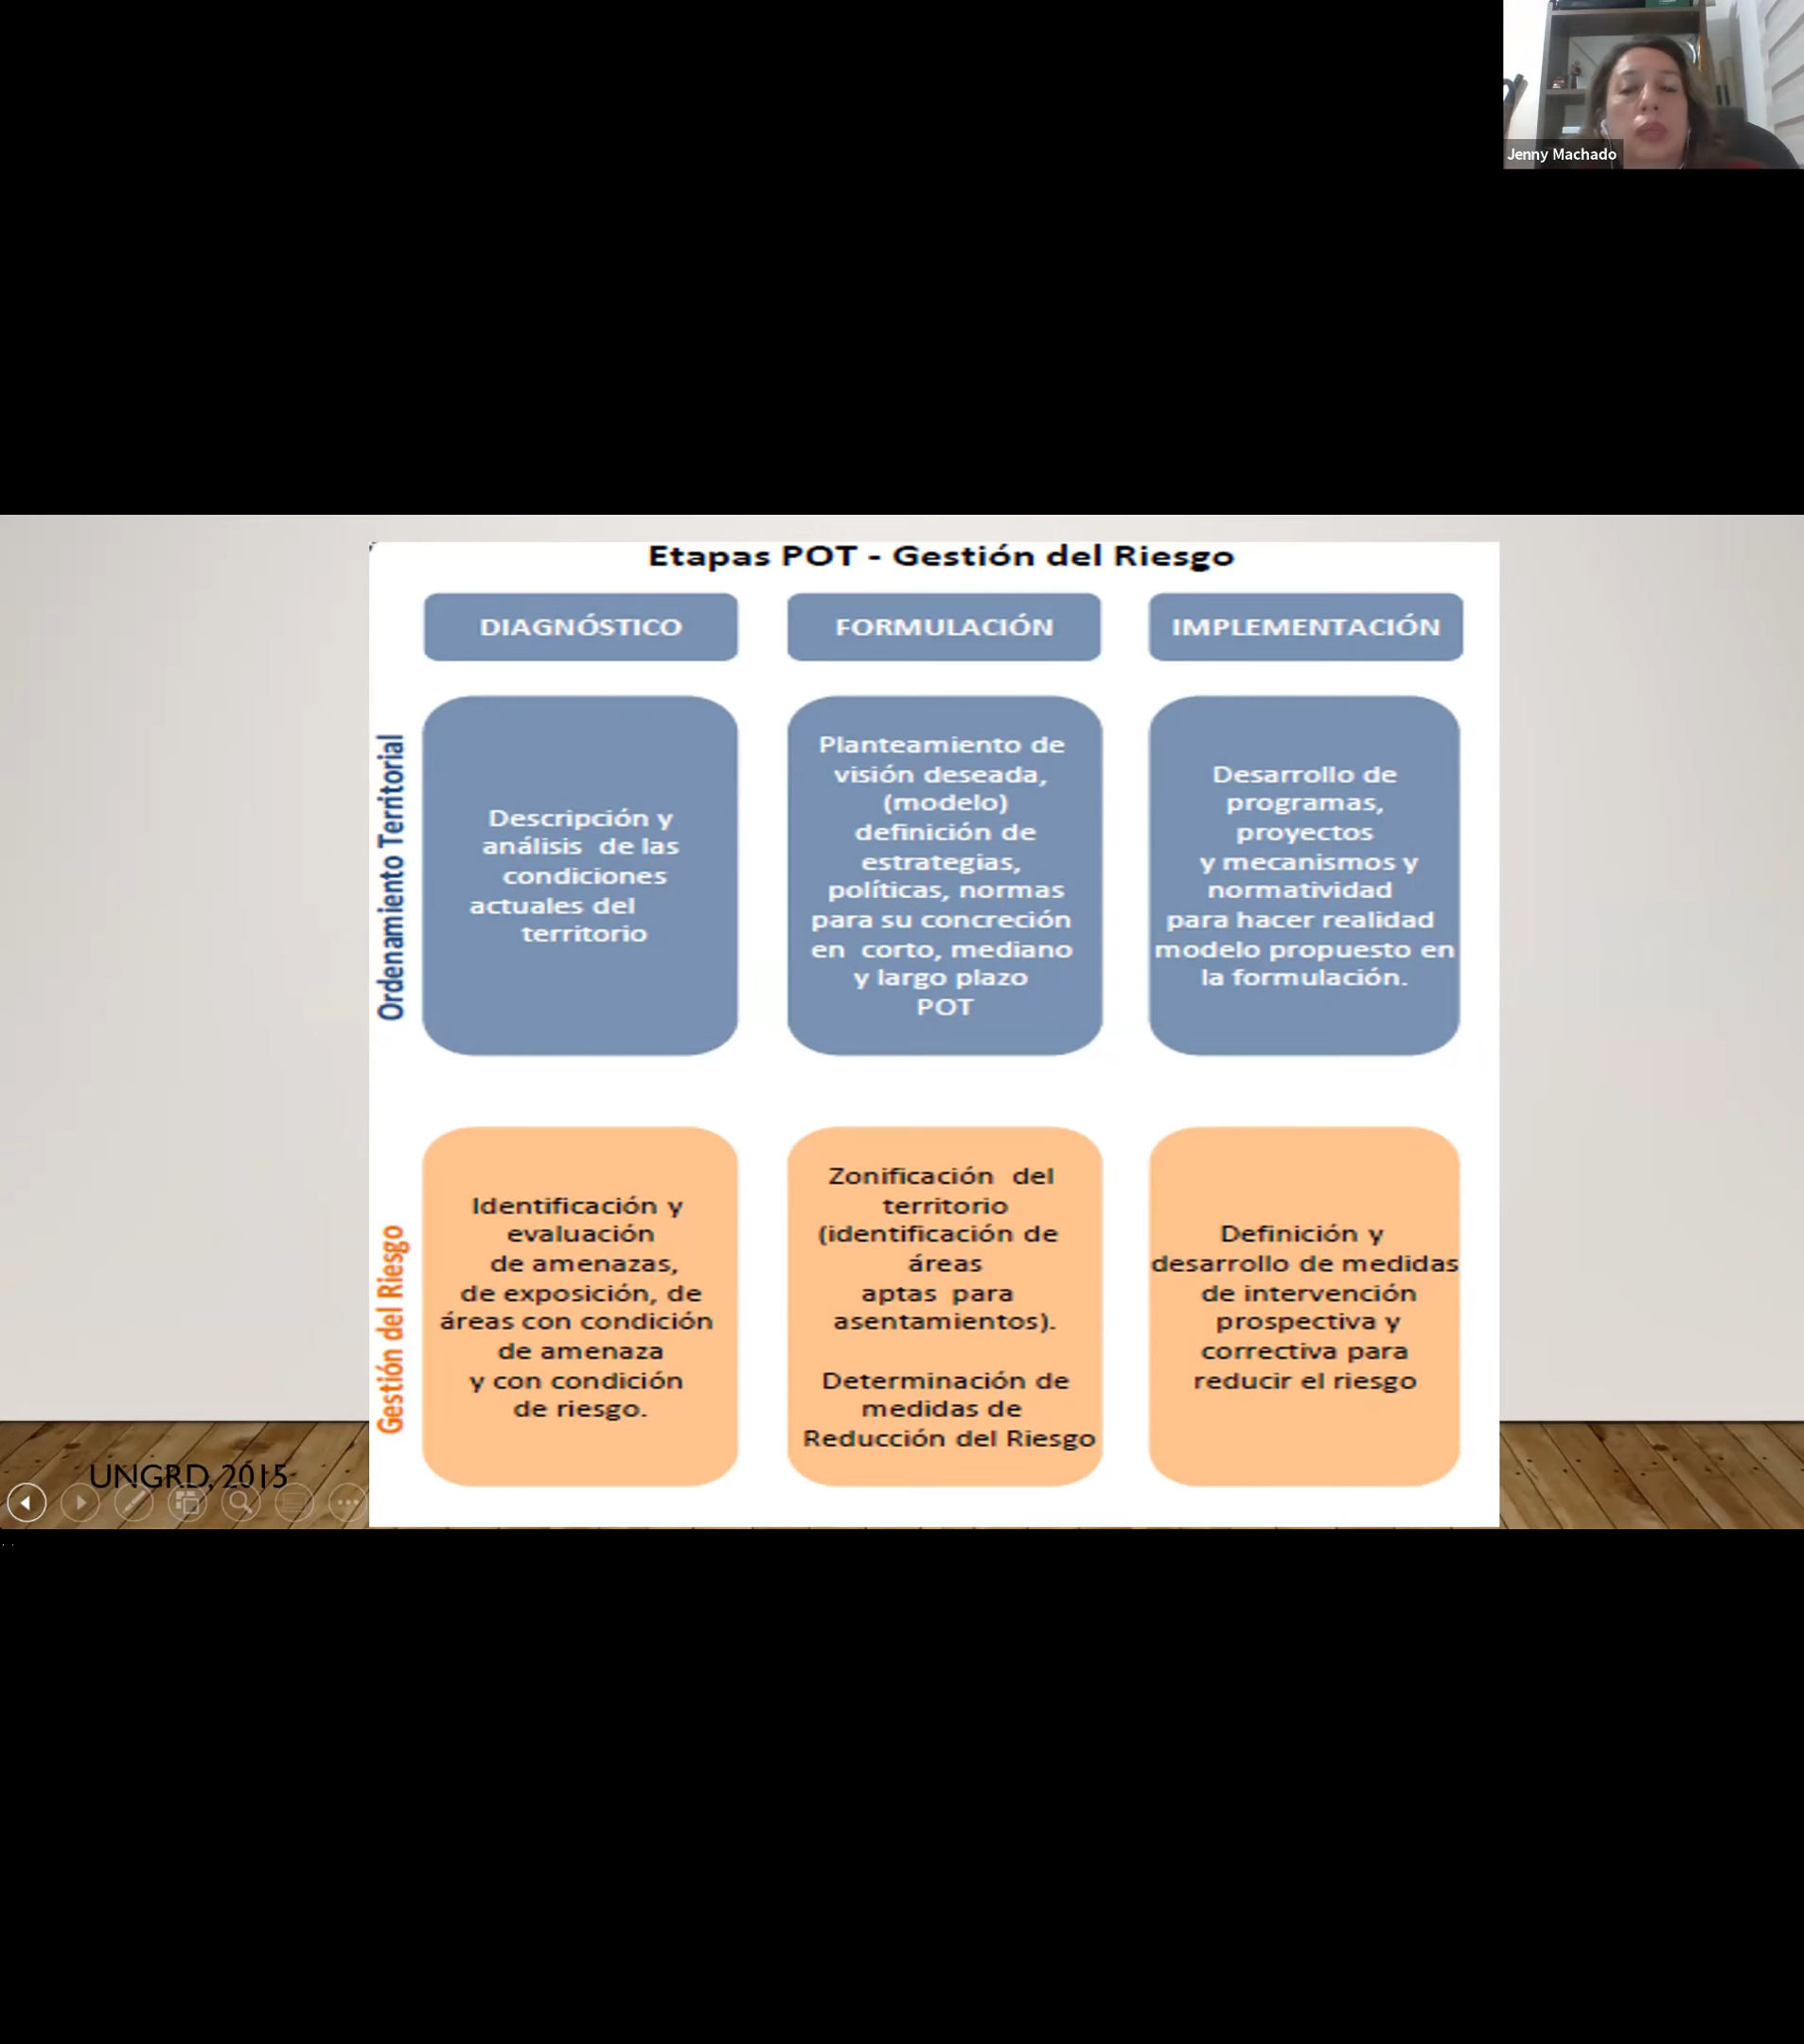 Jenny Machado
Etapas POT - Gestión del Riesgo
DIAGNÓSTICO
FORMULACIÓN
IMPLEMENTACIÓN
Ordenamiento Territorial
Descripción y
análisis de las
condiciones
actuales del
territorio
Planteamiento de
visión deseada,
(modelo)
definición de
estrategias,
políticas, normas
para su concreción
en corto, mediano
y largo plazo
POT
Desarrollo de
programas,
proyectos
y mecanismos y
normatividad
para hacer realidad
modelo propuesto en
la formulación.
Gestión del Riesgo
Identificación y
evaluación
de amenazas,
de exposición, de
áreas con condición
de amenaza
y con condición
de riesgo.
Zonificación del
territorio
(identificación de
áreas
aptas para
asentamientos).
Determinación de
medidas de
Reducción del Riesgo
Definición y
desarrollo de medidas
de intervención
prospectiva y
correctiva para
reducir el riesgo
UNGRD, 2015